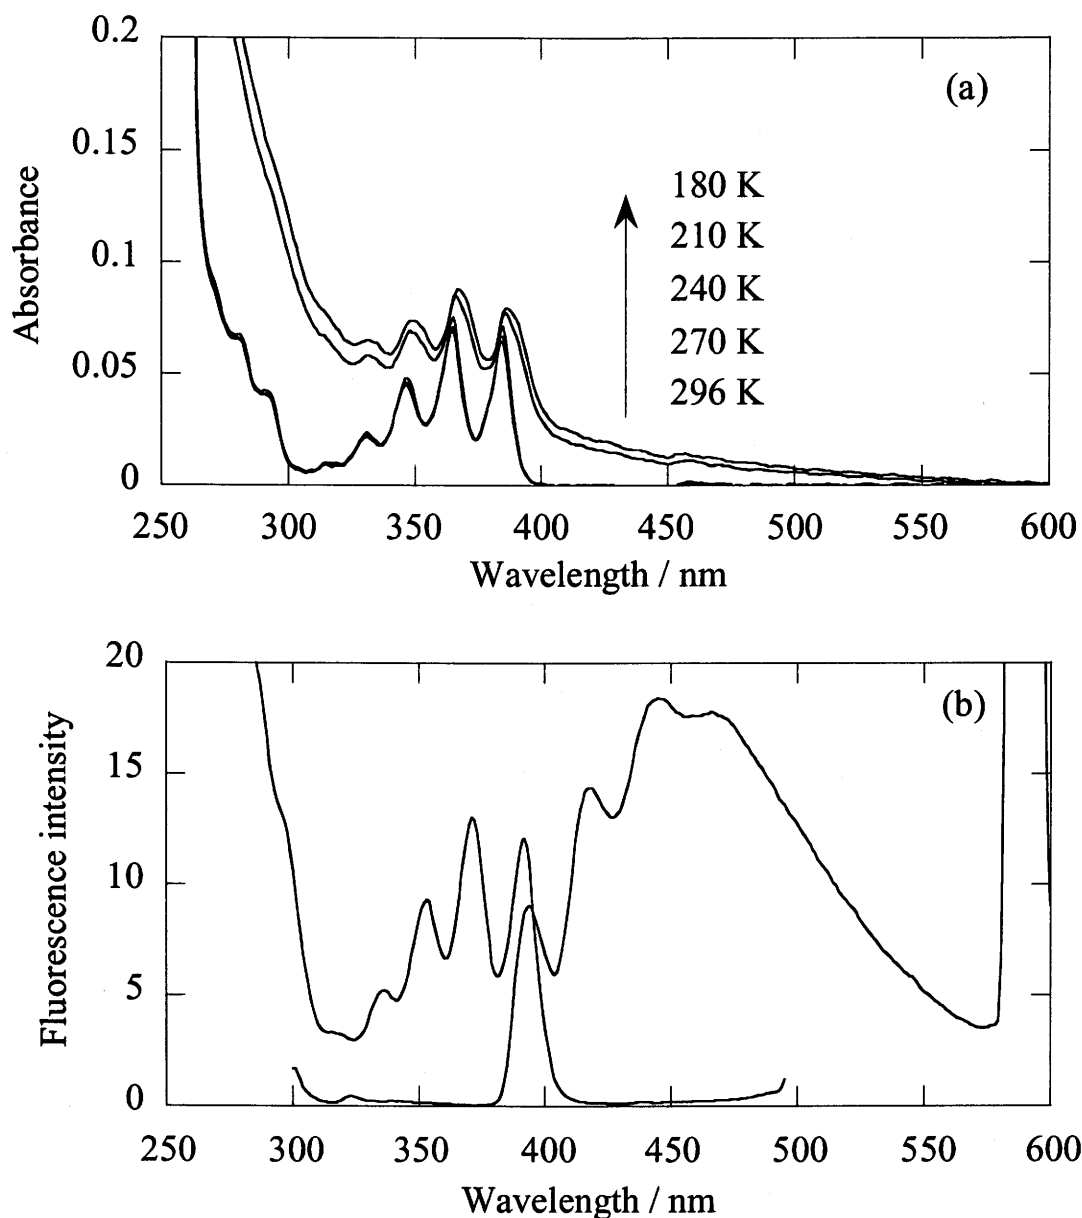 0.2
(a)
0.15
180 K
210 K
0.1
240 K
0.05
270 K
296 K
0
Absorbance
250 300 350 400 450 500 550 600
Wavelength / nm
20
(b)
15
10
5
0
Fluorescence intensity
250 300 350 400 450 500 550 600
Wavelength / nm